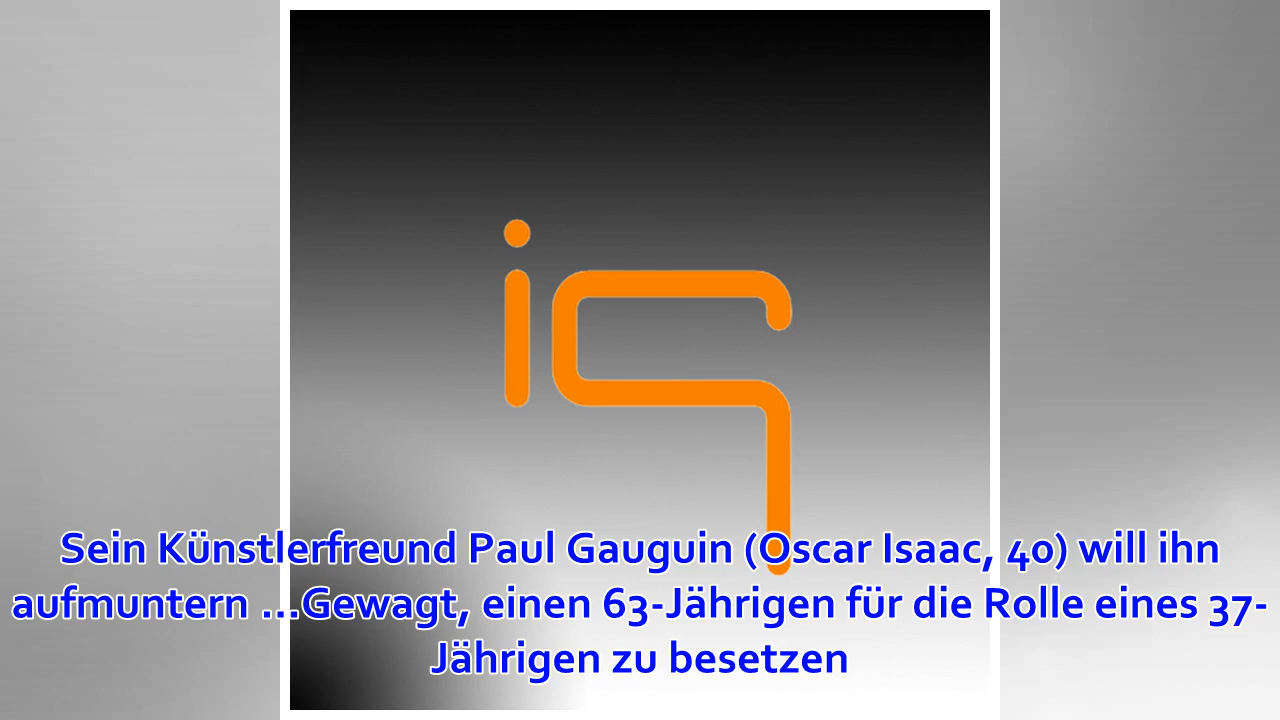 iq
Sein Künstlerfreund Paul Gauguin (Oscar Isaac, 40) will ihn
aufmuntern ...Gewagt, einen 63-Jährigen für die Rolle eines 37-
Jährigen zu besetzen